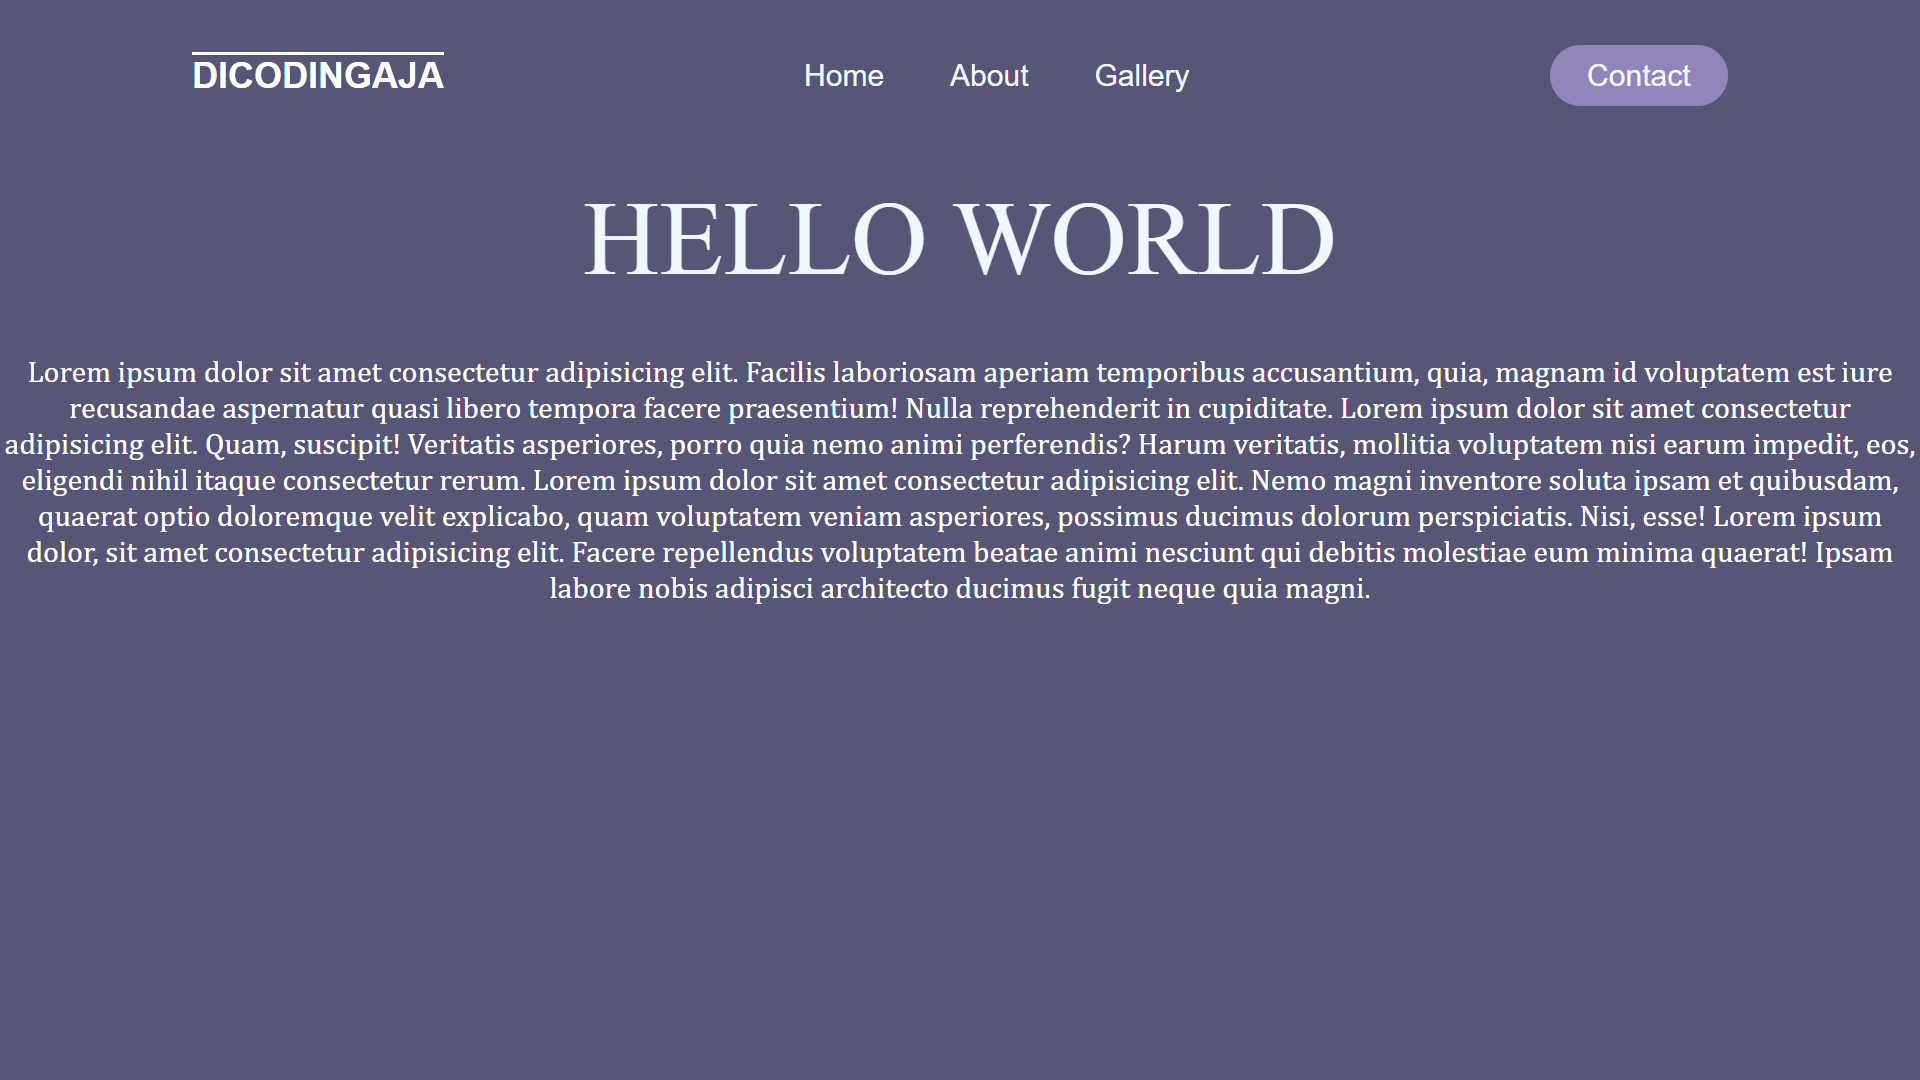 DICODINGAJA
Home About Gallery
Contact
HELLO WORLD
Lorem ipsum dolor sit amet consectetur adipisicing elit. Facilis laboriosam aperiam temporibus accusantium, quia, magnam id voluptatem est iure
recusandae aspernatur quasi libero tempora facere praesentium! Nulla reprehenderit in cupiditate. Lorem ipsum dolor sit amet consectetur
adipisicing elit. Quam, suscipit! Veritatis asperiores, porro quia nemo animi perferendis? Harum veritatis, mollitia voluptatem nisi earum impedit, eos,
eligendi nihil itaque consectetur rerum. Lorem ipsum dolor sit amet consectetur adipisicing elit. Nemo magni inventore soluta ipsam et quibusdam,
quaerat optio doloremque velit explicabo, quam voluptatem veniam asperiores, possimus ducimus dolorum perspiciatis. Nisi, esse! Lorem ipsum
dolor, sit amet consectetur adipisicing elit. Facere repellendus voluptatem beatae animi nesciunt qui debitis molestiae eum minima quaerat! Ipsam
labore nobis adipisci architecto ducimus fugit neque quia magni.